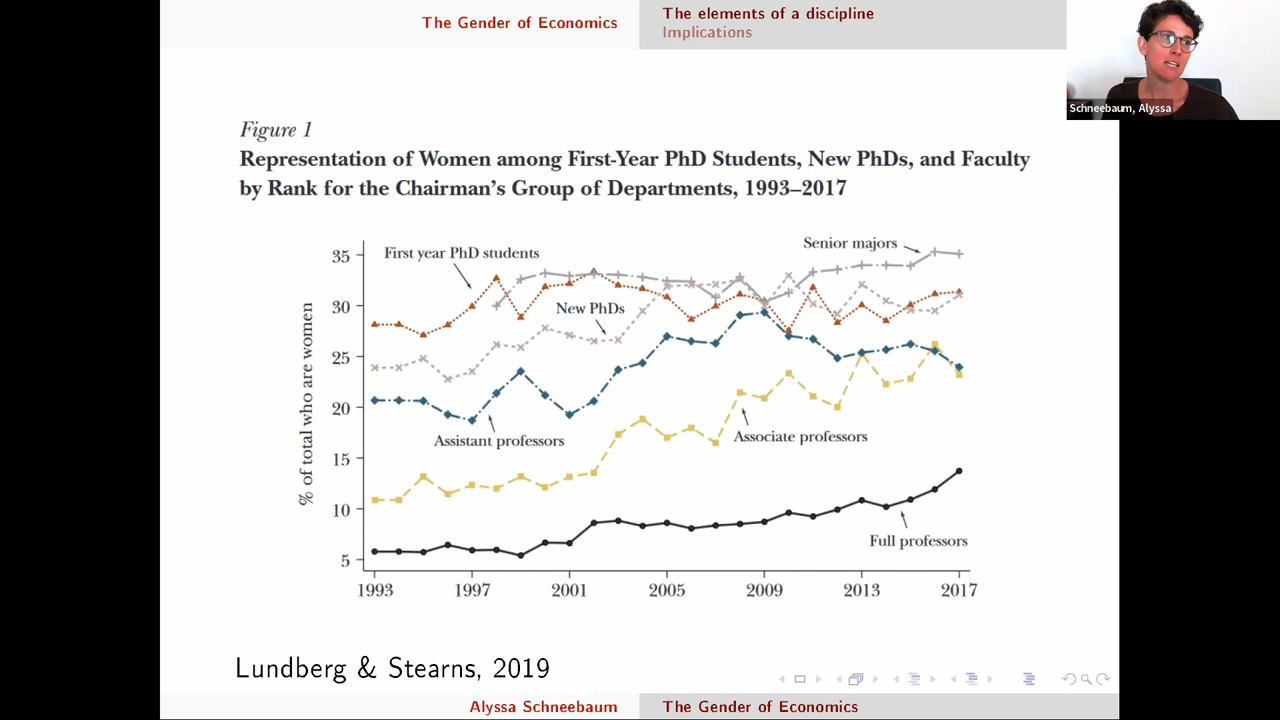 The Gender of Economics
The elements of a discipline
Implications
Schneebaum, Alyssa
Figure 1
Representation of Women among First-Year PhD Students, New PhDs, and Faculty
by Rank for the Chairman's Group of Departments, 1993–2017
% of total who are women
35
30
25
20
15
10
5
First year PhD students
Senior majors
New PhDs
Assistant professors
Associate professors
Full professors
1993 1997 2001 2005 2009 2013 2017
Lundberg & Stearns, 2019
Alyssa Schneebaum
The Gender of Economics